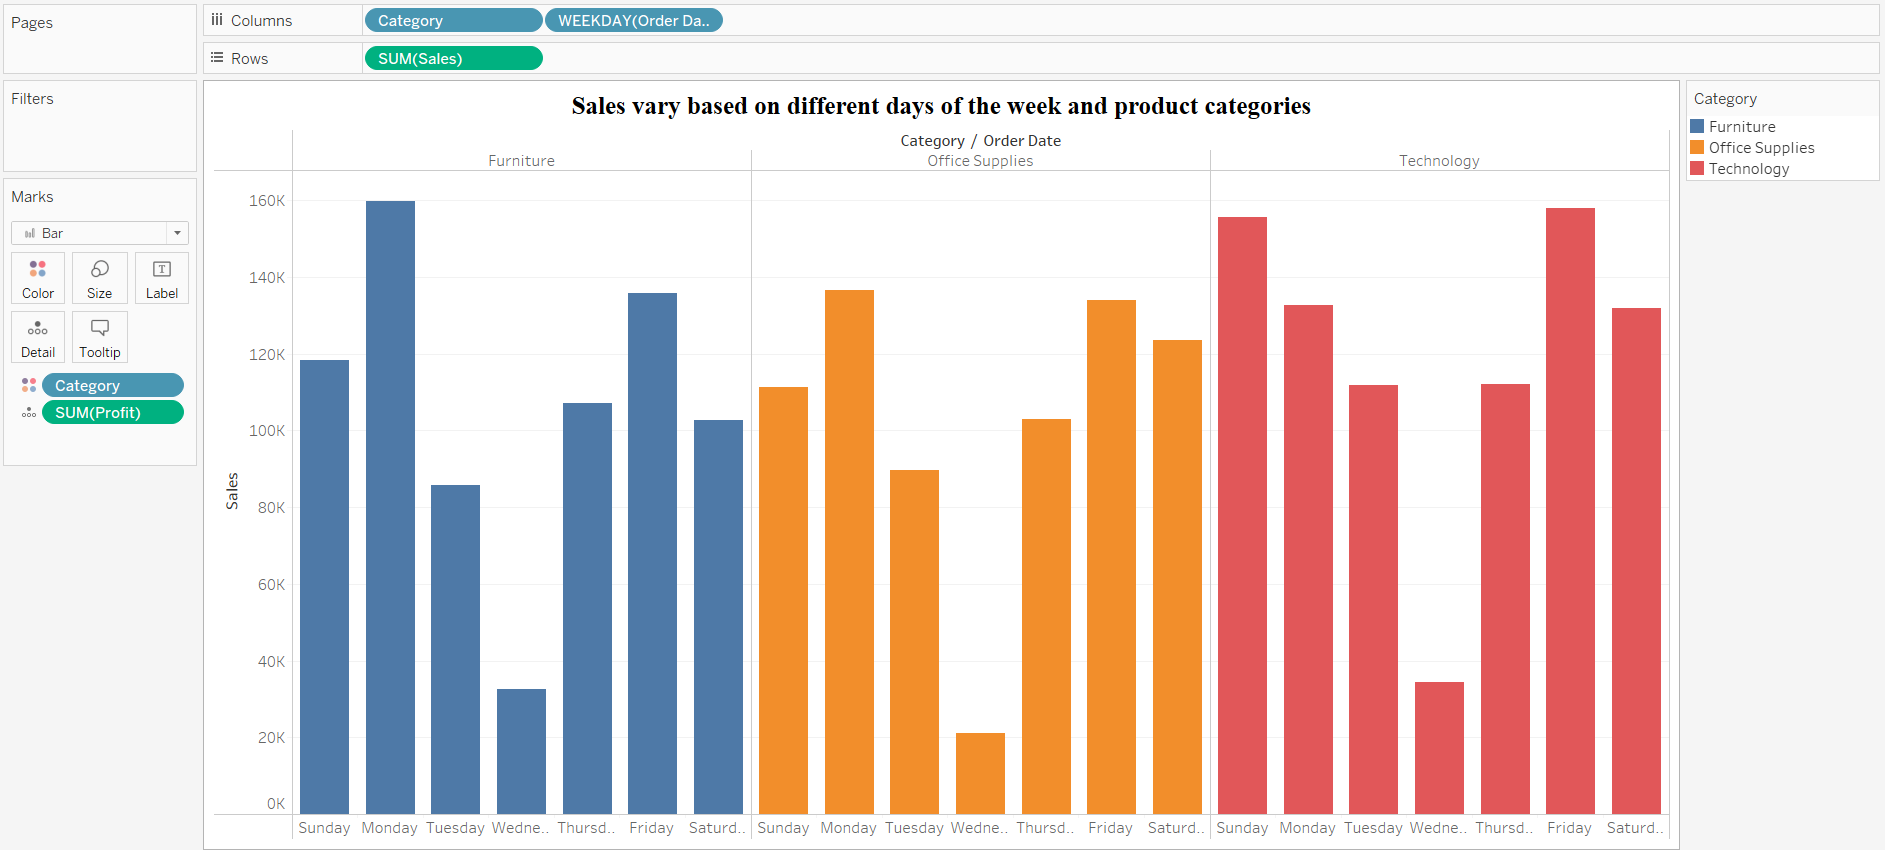 Pages
Columns
Category
WEEKDAY(Order Da..
Rows
SUM(Sales)
Filters
Marks
Bar
Color
Size
Label
Detail
Tooltip
Category
SUM(Profit)
Sales vary based on different days of the week and product categories
Category / Order Date
Furniture
Office Supplies
Technology
Sales
160K
140K
120K
100K
80K
60K
40K
20K
0K
Sunday Monday Tuesday Wedne.. Thursd.. Friday Saturd..
Sunday Monday Tuesday Wedne.. Thursd.. Friday Saturd..
Sunday Monday Tuesday Wedne.. Thursd.. Friday Saturd..
Category
Furniture
Office Supplies
Technology